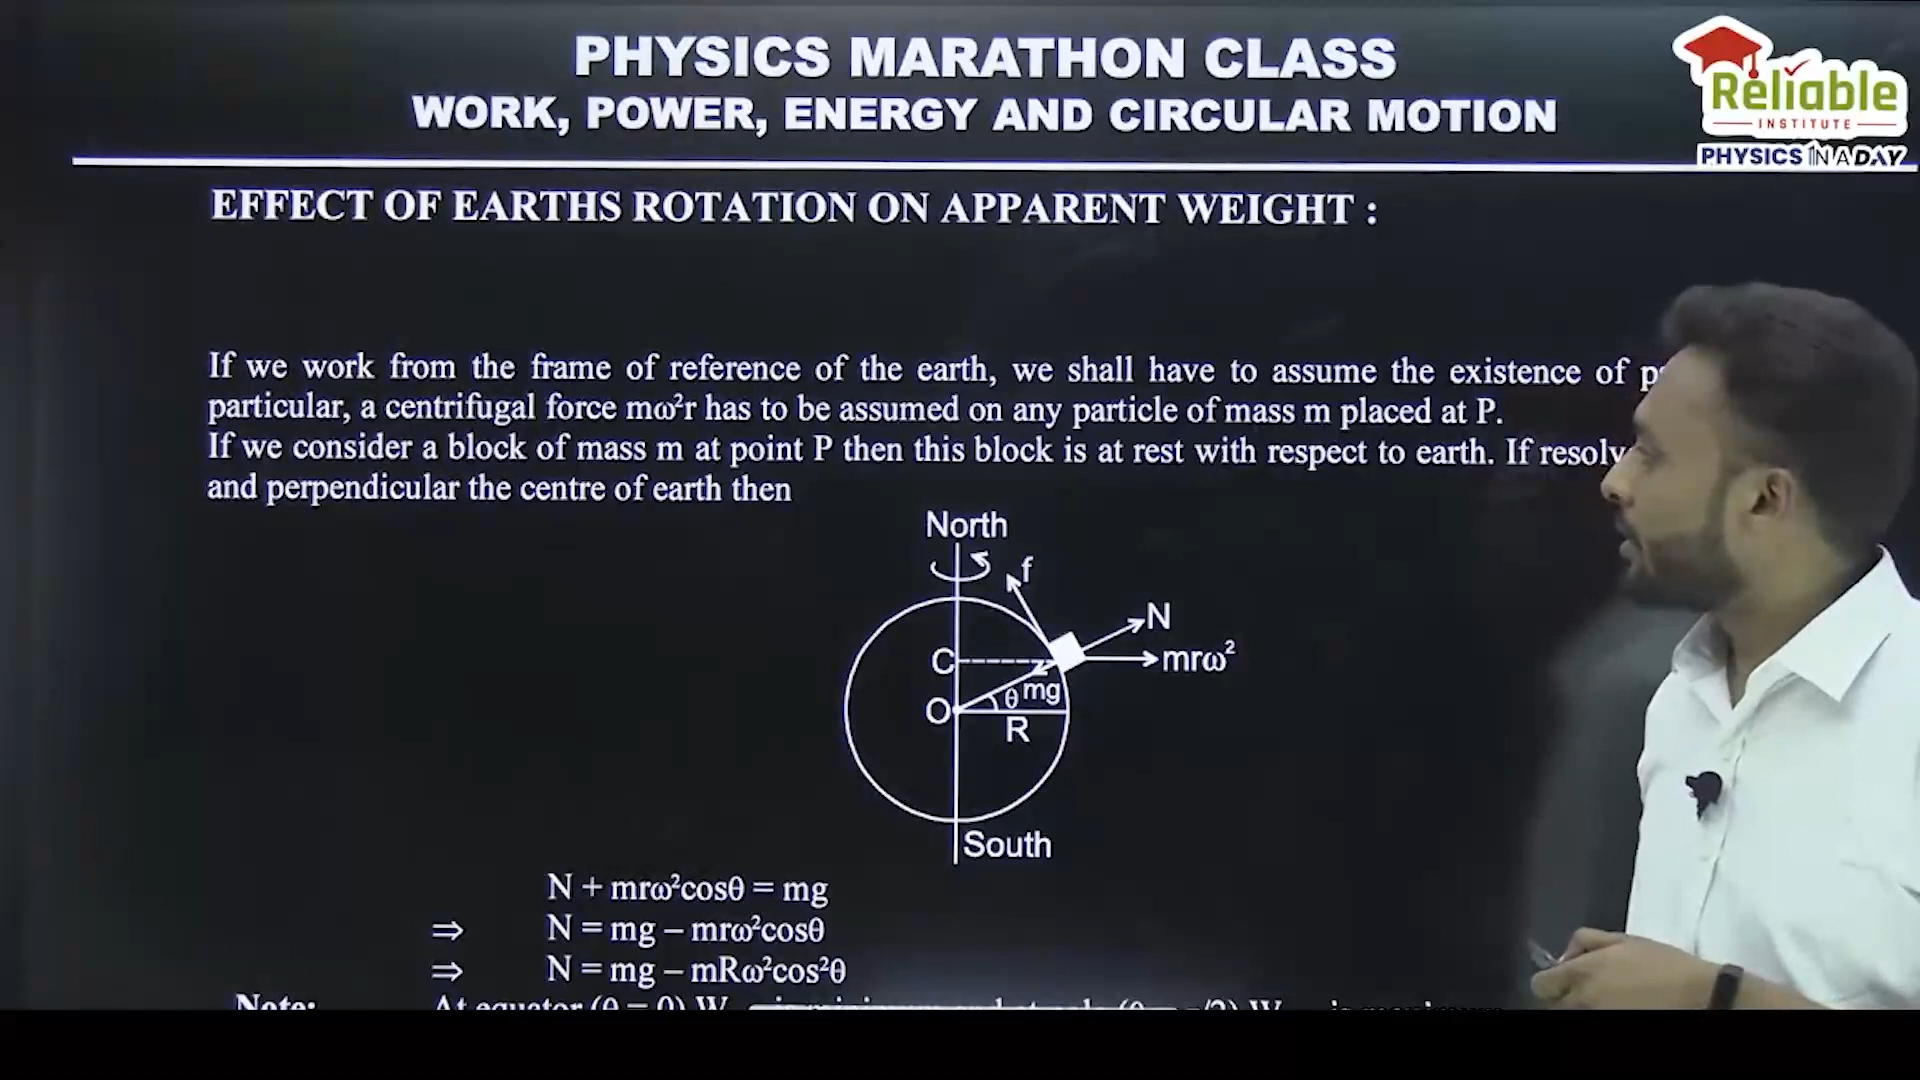 PHYSICS MARATHON CLASS
WORK, POWER, ENERGY AND CIRCULAR MOTION
Reliable
INSTITUTE
PHYSICS IN A DAY
EFFECT OF EARTHS ROTATION ON APPARENT WEIGHT :
If we work from the frame of reference of the earth, we shall have to assume the existence of
particular, a centrifugal force mω²r has to be assumed on any particle of mass m placed at P.
If we consider a block of mass m at point P then this block is at rest with respect to earth. If
and perpendicular the centre of earth then
North
f
N
C
mrω²
mg
θ
O
R
South
N + mrω²cosθ = mg
⇒ N = mg – mrω²cosθ
⇒ N = mg – mRω²cos²θ
Note: At equator (θ = 0) W